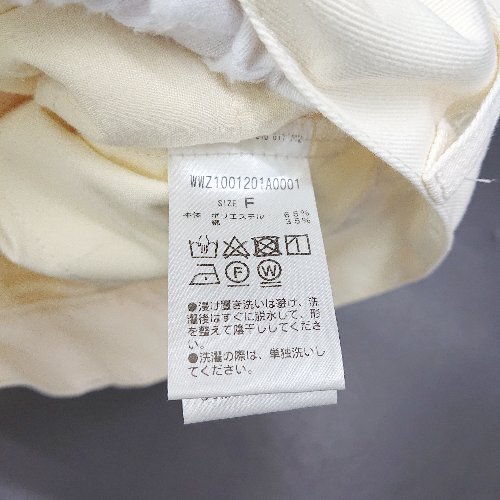 WWZ1001201A0001
SIZE F
本体 ポリエステル 65%
綿 35%
F W
●浸け置き洗いは避け、洗
濯後はすぐに脱水して、形
を整えて陰干ししてくださ
い。
●洗濯の際は、単独洗いし
てください。